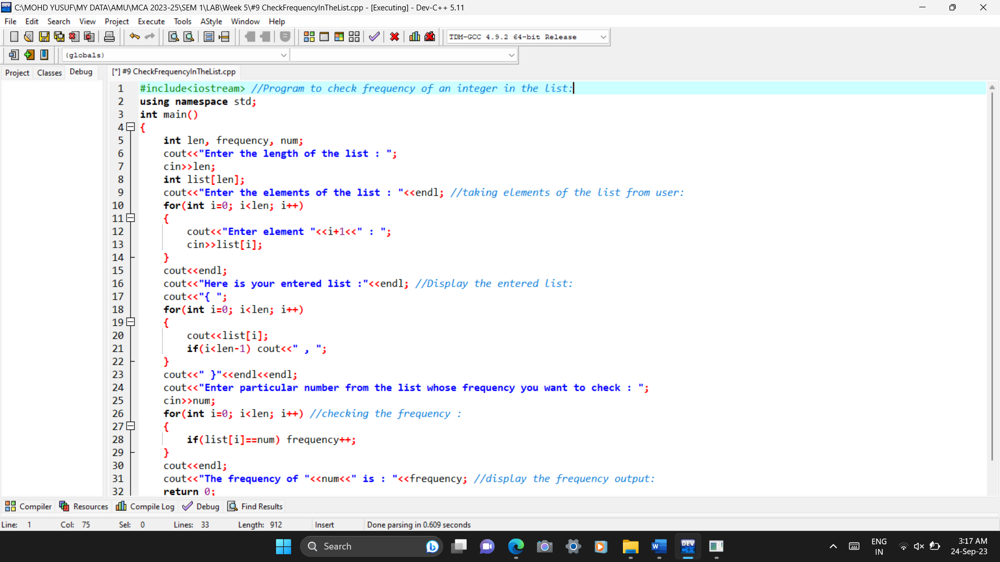 C:\MOHD YUSUF\MY DATA\AMU\MCA 2023-25\SEM 1\LAB\Week 5\#9 CheckFrequencyInTheList.cpp - [Executing] - Dev-C++ 5.11
File Edit Search View Project Execute Tools AStyle Window Help
TDM-GCC 4.9.2 64-bit Release
(globals)
Project Classes Debug [*] #9 CheckFrequencyInTheList.cpp
1 #include<iostream> //Program to check frequency of an integer in the list:
2 using namespace std;
3 int main()
4 {
5 int len, frequency, num;
6 cout<<"Enter the length of the list : ";
7 cin>>len;
8 int list[len];
9 cout<<"Enter the elements of the list : "<<endl; //taking elements of the list from user:
10 for(int i=0; i<len; i++)
11 {
12 cout<<"Enter element "<<i+1<<" : ";
13 cin>>list[i];
14 }
15 cout<<endl;
16 cout<<"Here is your entered list :"<<endl; //Display the entered list:
17 cout<<"{ ";
18 for(int i=0; i<len; i++)
19 {
20 cout<<list[i];
21 if(i<len-1) cout<<" , ";
22 }
23 cout<<" }"<<endl<<endl;
24 cout<<"Enter particular number from the list whose frequency you want to check : ";
25 cin>>num;
26 for(int i=0; i<len; i++) //checking the frequency :
27 {
28 if(list[i]==num) frequency++;
29 }
30 cout<<endl;
31 cout<<"The frequency of "<<num<<" is : "<<frequency; //display the frequency output:
32 return 0;
Compiler Resources Compile Log Debug Find Results
Line: 1 Col: 75 Sel: 0 Lines: 33 Length: 912 Insert Done parsing in 0.609 seconds
Search
DEV
ENG
IN
3:17 AM
24-Sep-23